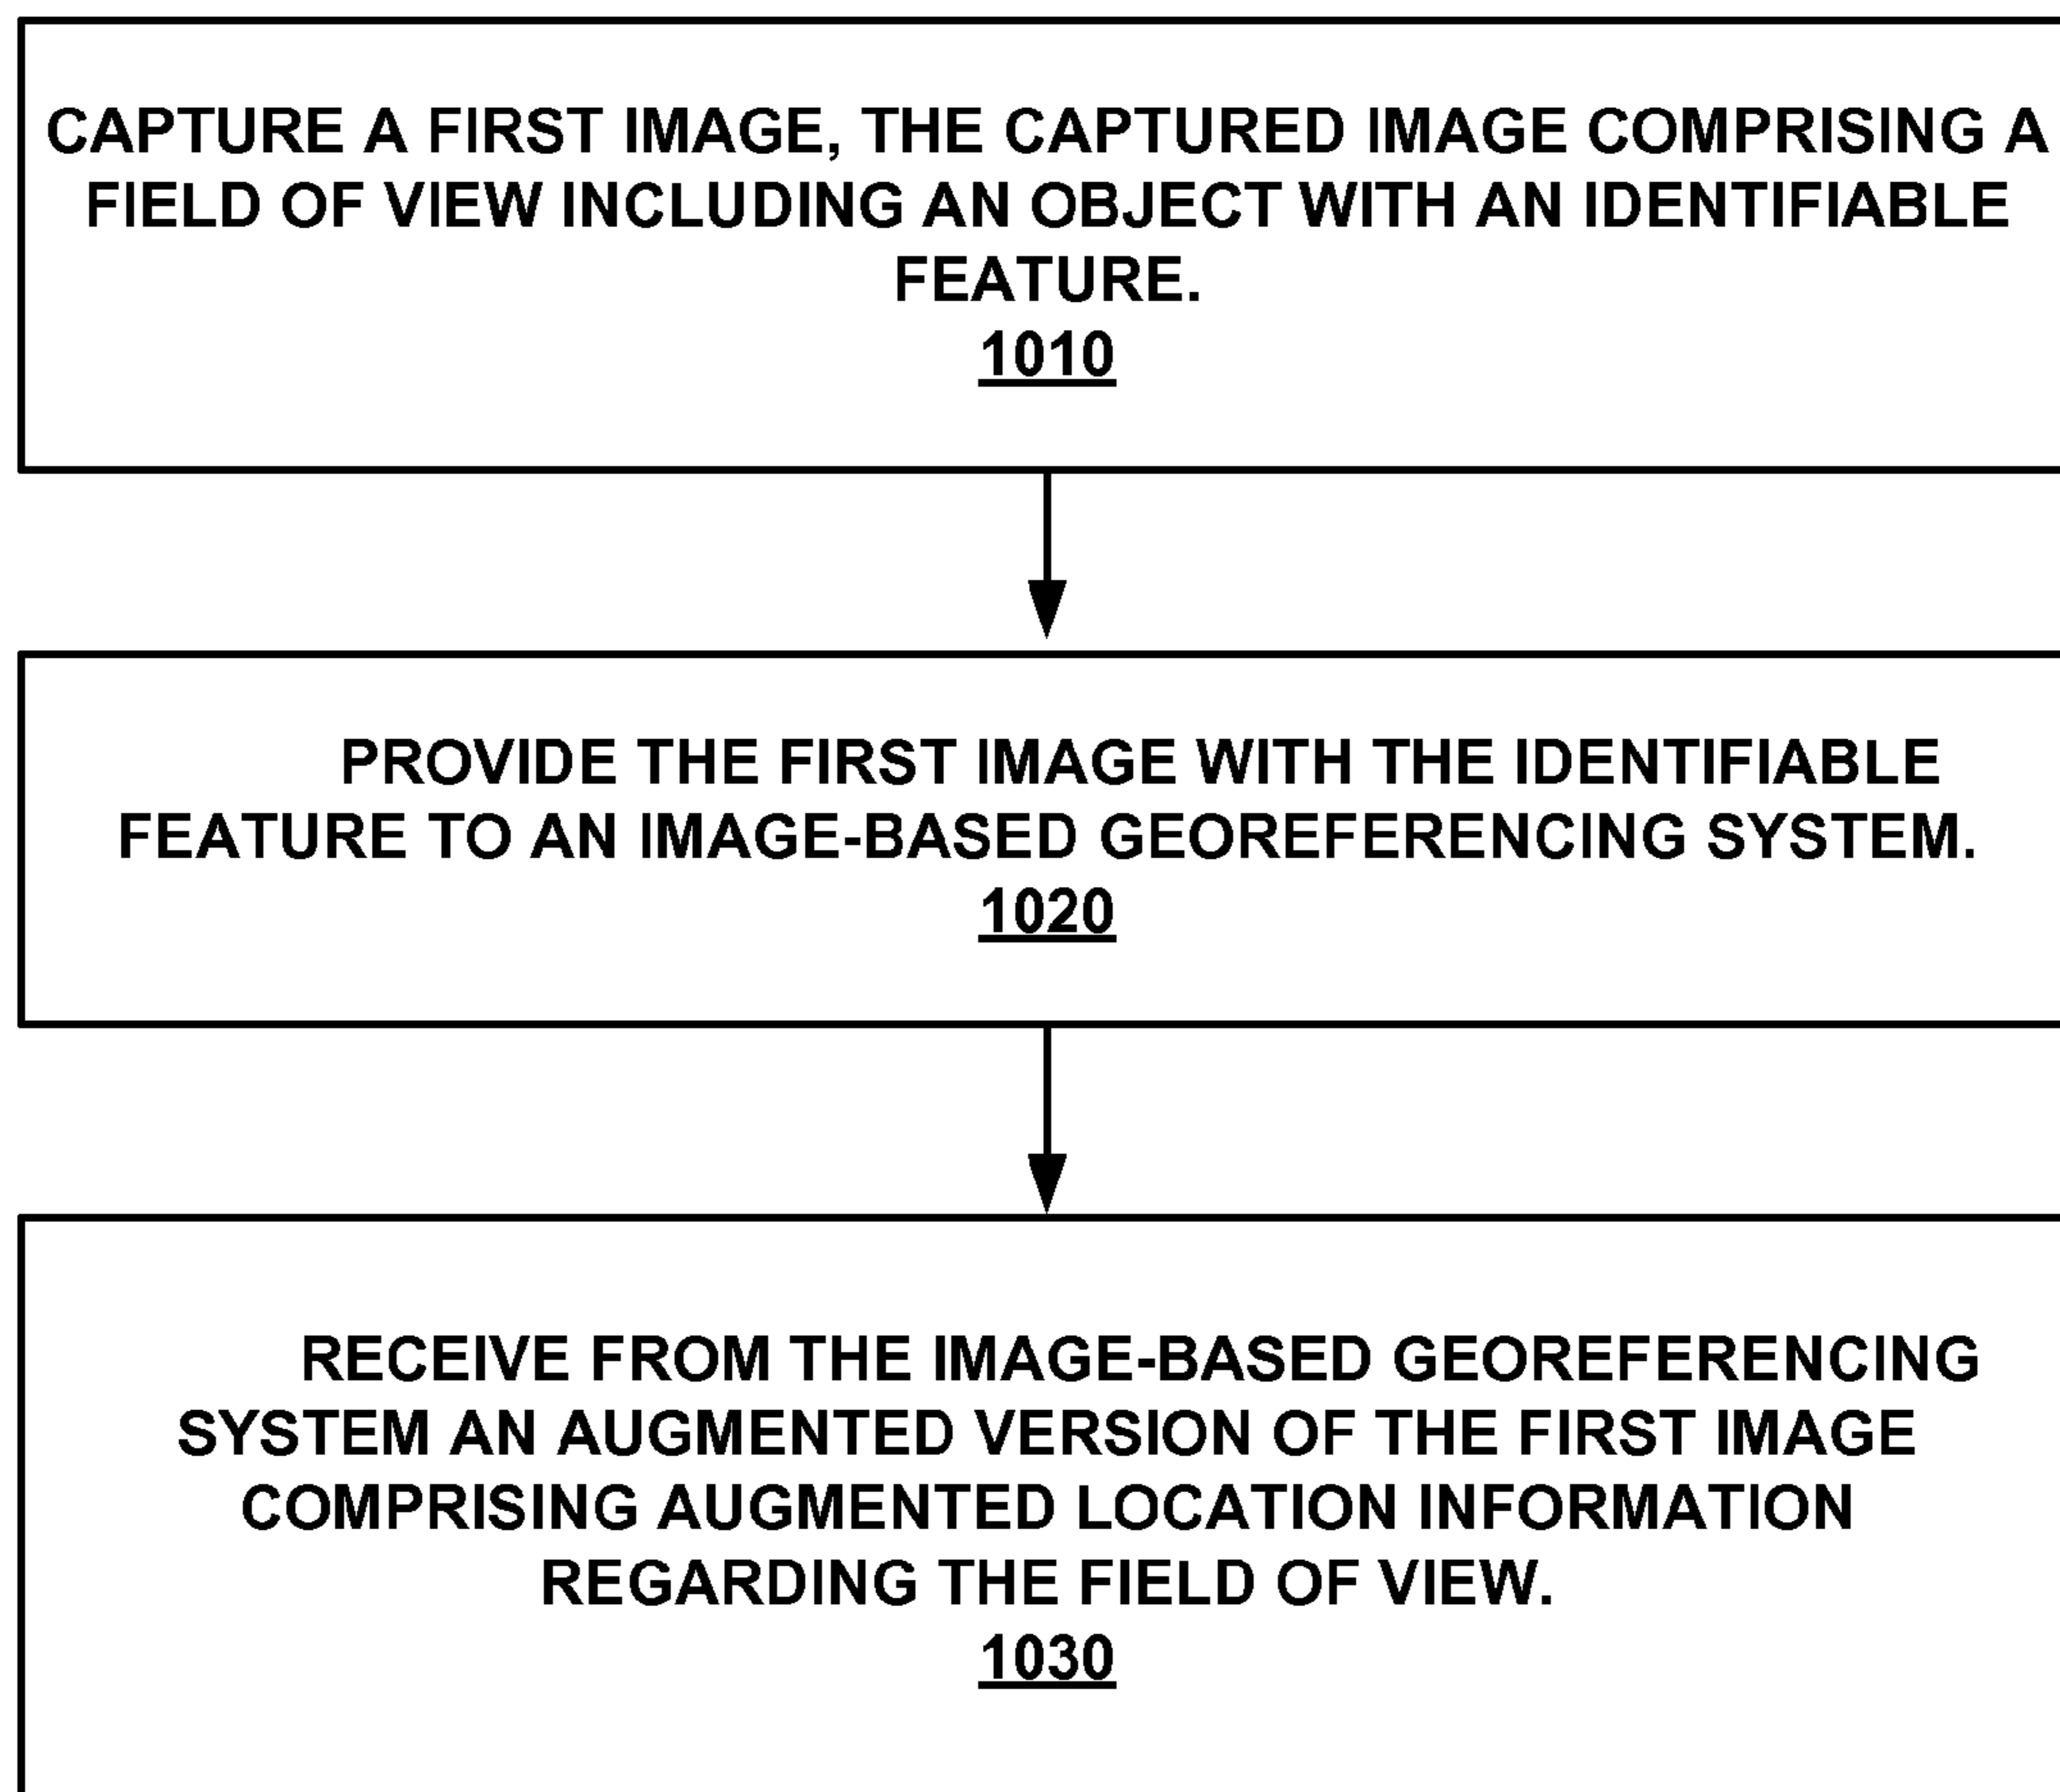 CAPTURE A FIRST IMAGE, THE CAPTURED IMAGE COMPRISING A
FIELD OF VIEW INCLUDING AN OBJECT WITH AN IDENTIFIABLE
FEATURE.
1010
PROVIDE THE FIRST IMAGE WITH THE IDENTIFIABLE
FEATURE TO AN IMAGE-BASED GEOREFERENCING SYSTEM.
1020
RECEIVE FROM THE IMAGE-BASED GEOREFERENCING
SYSTEM AN AUGMENTED VERSION OF THE FIRST IMAGE
COMPRISING AUGMENTED LOCATION INFORMATION
REGARDING THE FIELD OF VIEW.
1030